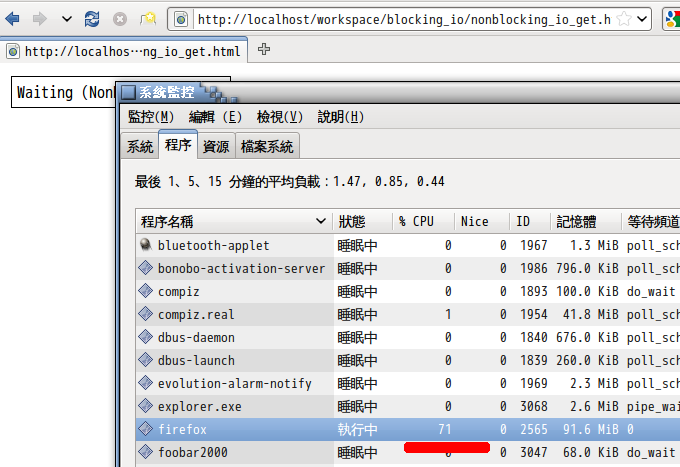 http://localhost/workspace/blocking_io/nonblocking_io_get.h
http://localhos…ng_io_get.html
Waiting (Non
系統監控
監控(M) 編輯 (E) 檢視(V) 說明(H)
系統 程序 資源 檔案系統
最後 1、5、15 分鐘的平均負載：1.47, 0.85, 0.44
程序名稱 狀態 % CPU Nice ID 記憶體 等待頻道
bluetooth-applet 睡眠中 0 0 1967 1.3 MiB poll_sch
bonobo-activation-server 睡眠中 0 0 1986 796.0 KiB poll_sch
compiz 睡眠中 0 0 1893 100.0 KiB do_wait
compiz.real 睡眠中 1 0 1954 41.8 MiB poll_sch
dbus-daemon 睡眠中 0 0 1840 676.0 KiB poll_sch
dbus-launch 睡眠中 0 0 1839 260.0 KiB poll_sch
evolution-alarm-notify 睡眠中 0 0 1969 2.3 MiB poll_sch
explorer.exe 睡眠中 0 0 3068 2.6 MiB pipe_wai
firefox 執行中 71 0 2565 91.6 MiB 0
foobar2000 睡眠中 0 0 3047 68.0 KiB do_wait